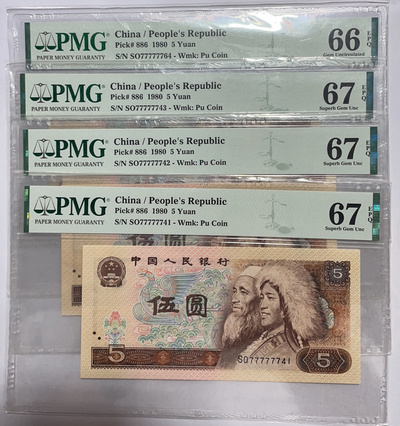 PMG
PAPER MONEY GUARANTY
China / People's Republic
Pick# 886 1980 5 Yuan
S/N SO77777764 - Wmk: Pu Coin
66 EPQ
Gem Uncirculated
PMG
PAPER MONEY GUARANTY
China / People's Republic
Pick# 886 1980 5 Yuan
S/N SO77777743 - Wmk: Pu Coin
67 EPQ
Superb Gem Unc
PMG
PAPER MONEY GUARANTY
China / People's Republic
Pick# 886 1980 5 Yuan
S/N SO77777742 - Wmk: Pu Coin
67 EPQ
Superb Gem Unc
PMG
PAPER MONEY GUARANTY
China / People's Republic
Pick# 886 1980 5 Yuan
S/N SO77777741 - Wmk: Pu Coin
67 EPQ
Superb Gem Unc
中国人民银行
5
伍圆
SO77777741
5
5